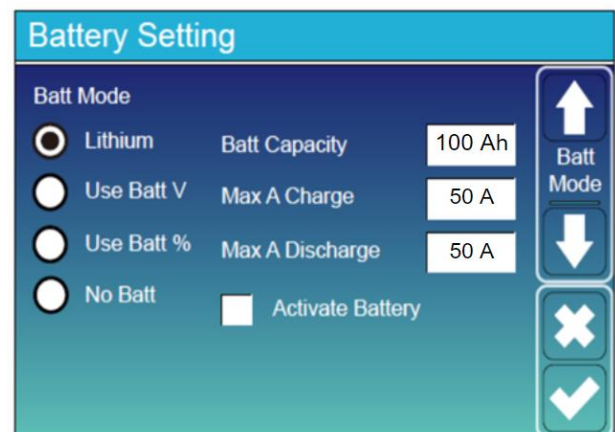 Battery Setting
Batt Mode
Lithium
Batt Capacity
100 Ah
Use Batt V
Max A Charge
50 A
Use Batt %
Max A Discharge
50 A
No Batt
Activate Battery
Batt
Mode